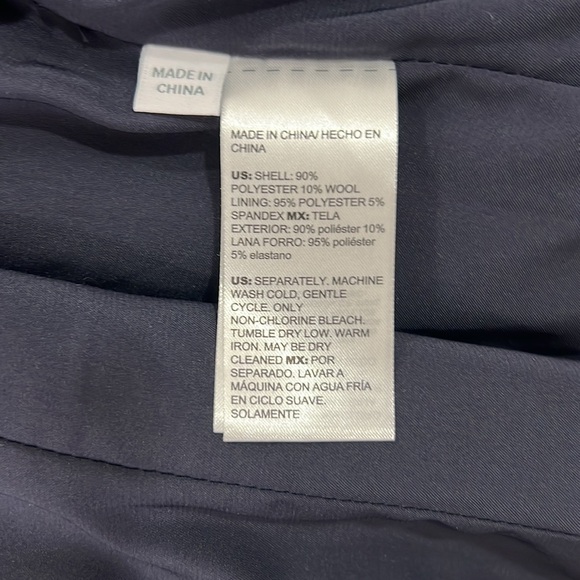 MADE IN
CHINA
MADE IN CHINA/ HECHO EN
CHINA
US: SHELL: 90%
POLYESTER 10% WOOL
LINING: 95% POLYESTER 5%
SPANDEX MX: TELA
EXTERIOR: 90% poliéster 10%
LANA FORRO: 95% poliéster
5% elastano
US: SEPARATELY. MACHINE
WASH COLD, GENTLE
CYCLE. ONLY
NON-CHLORINE BLEACH.
TUMBLE DRY LOW. WARM
IRON. MAY BE DRY
CLEANED MX: POR
SEPARADO. LAVAR A
MÁQUINA CON AGUA FRÍA
EN CICLO SUAVE.
SOLAMENTE